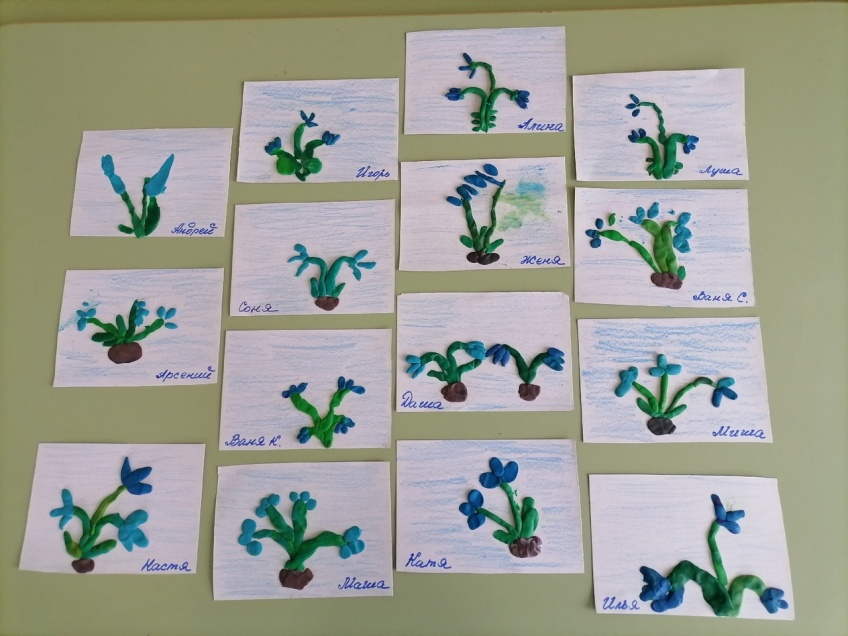 Алина
Игорь
Луша
Андрей
Женя
Соня
Ваня С.
Арсений
Даша
Миша
Ваня К.
Настя
Маша
Катя
Илья